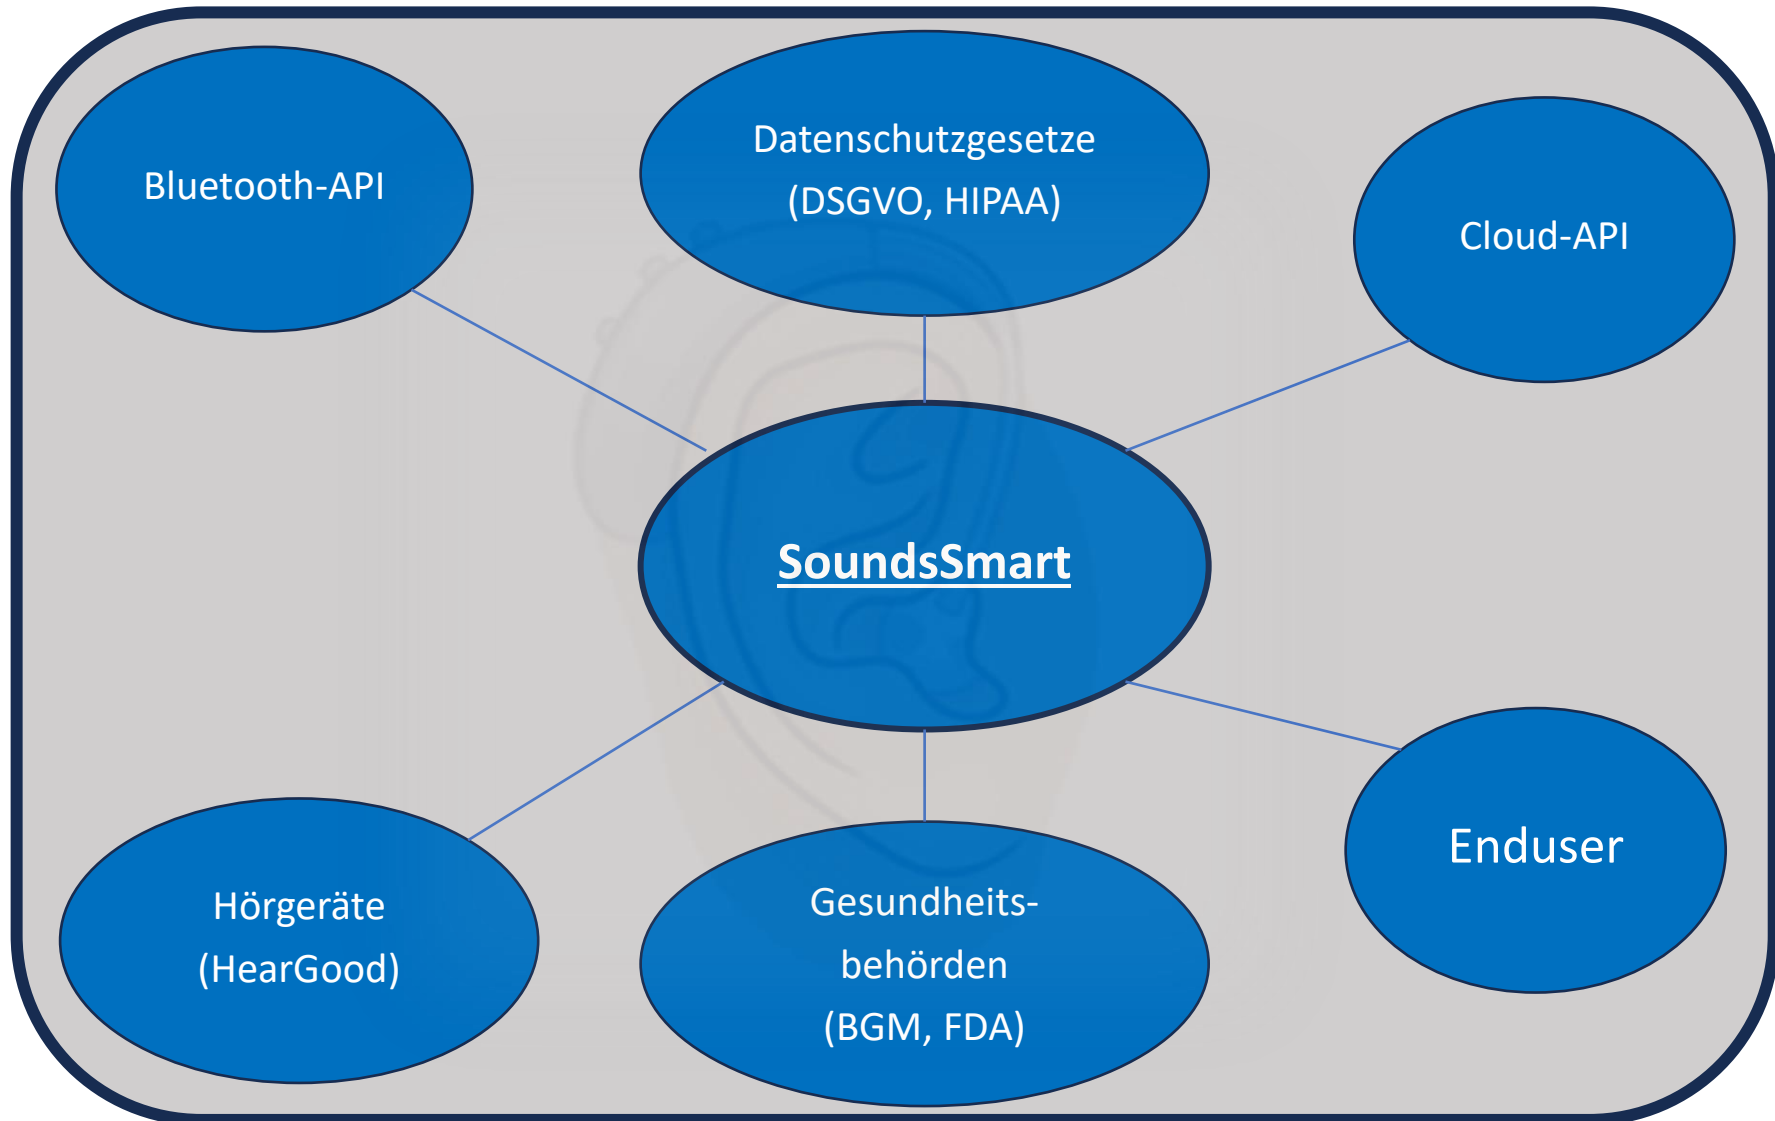 Bluetooth-API
Datenschutzgesetze
(DSGVO, HIPAA)
Cloud-API
SoundsSmart
Hörgeräte
(HearGood)
Gesundheits-
behörden
(BGM, FDA)
Enduser